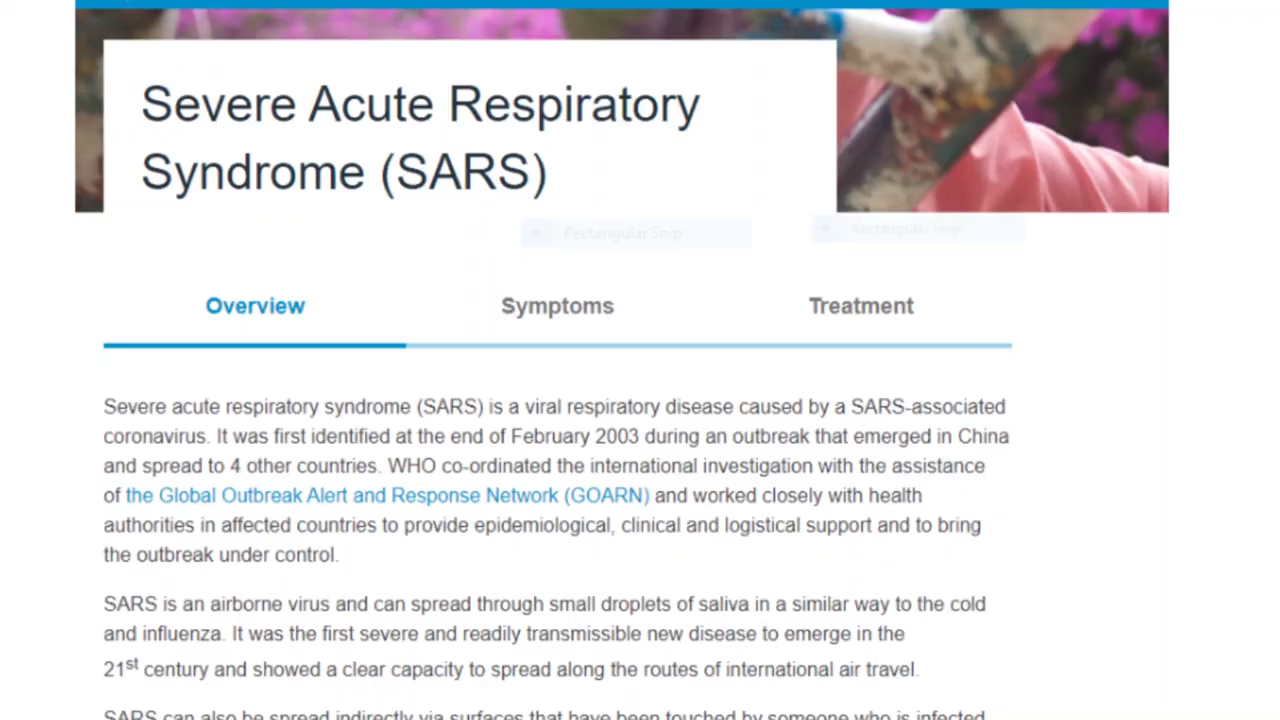 Severe Acute Respiratory
Syndrome (SARS)
Rectangular Snip
Rectangular Snip
Overview
Symptoms
Treatment
Severe acute respiratory syndrome (SARS) is a viral respiratory disease caused by a SARS-associated
coronavirus. It was first identified at the end of February 2003 during an outbreak that emerged in China
and spread to 4 other countries. WHO co-ordinated the international investigation with the assistance
of the Global Outbreak Alert and Response Network (GOARN) and worked closely with health
authorities in affected countries to provide epidemiological, clinical and logistical support and to bring
the outbreak under control.
SARS is an airborne virus and can spread through small droplets of saliva in a similar way to the cold
and influenza. It was the first severe and readily transmissible new disease to emerge in the
21st century and showed a clear capacity to spread along the routes of international air travel.
SARS can also be spread indirectly via surfaces that have been touched by someone who is infected